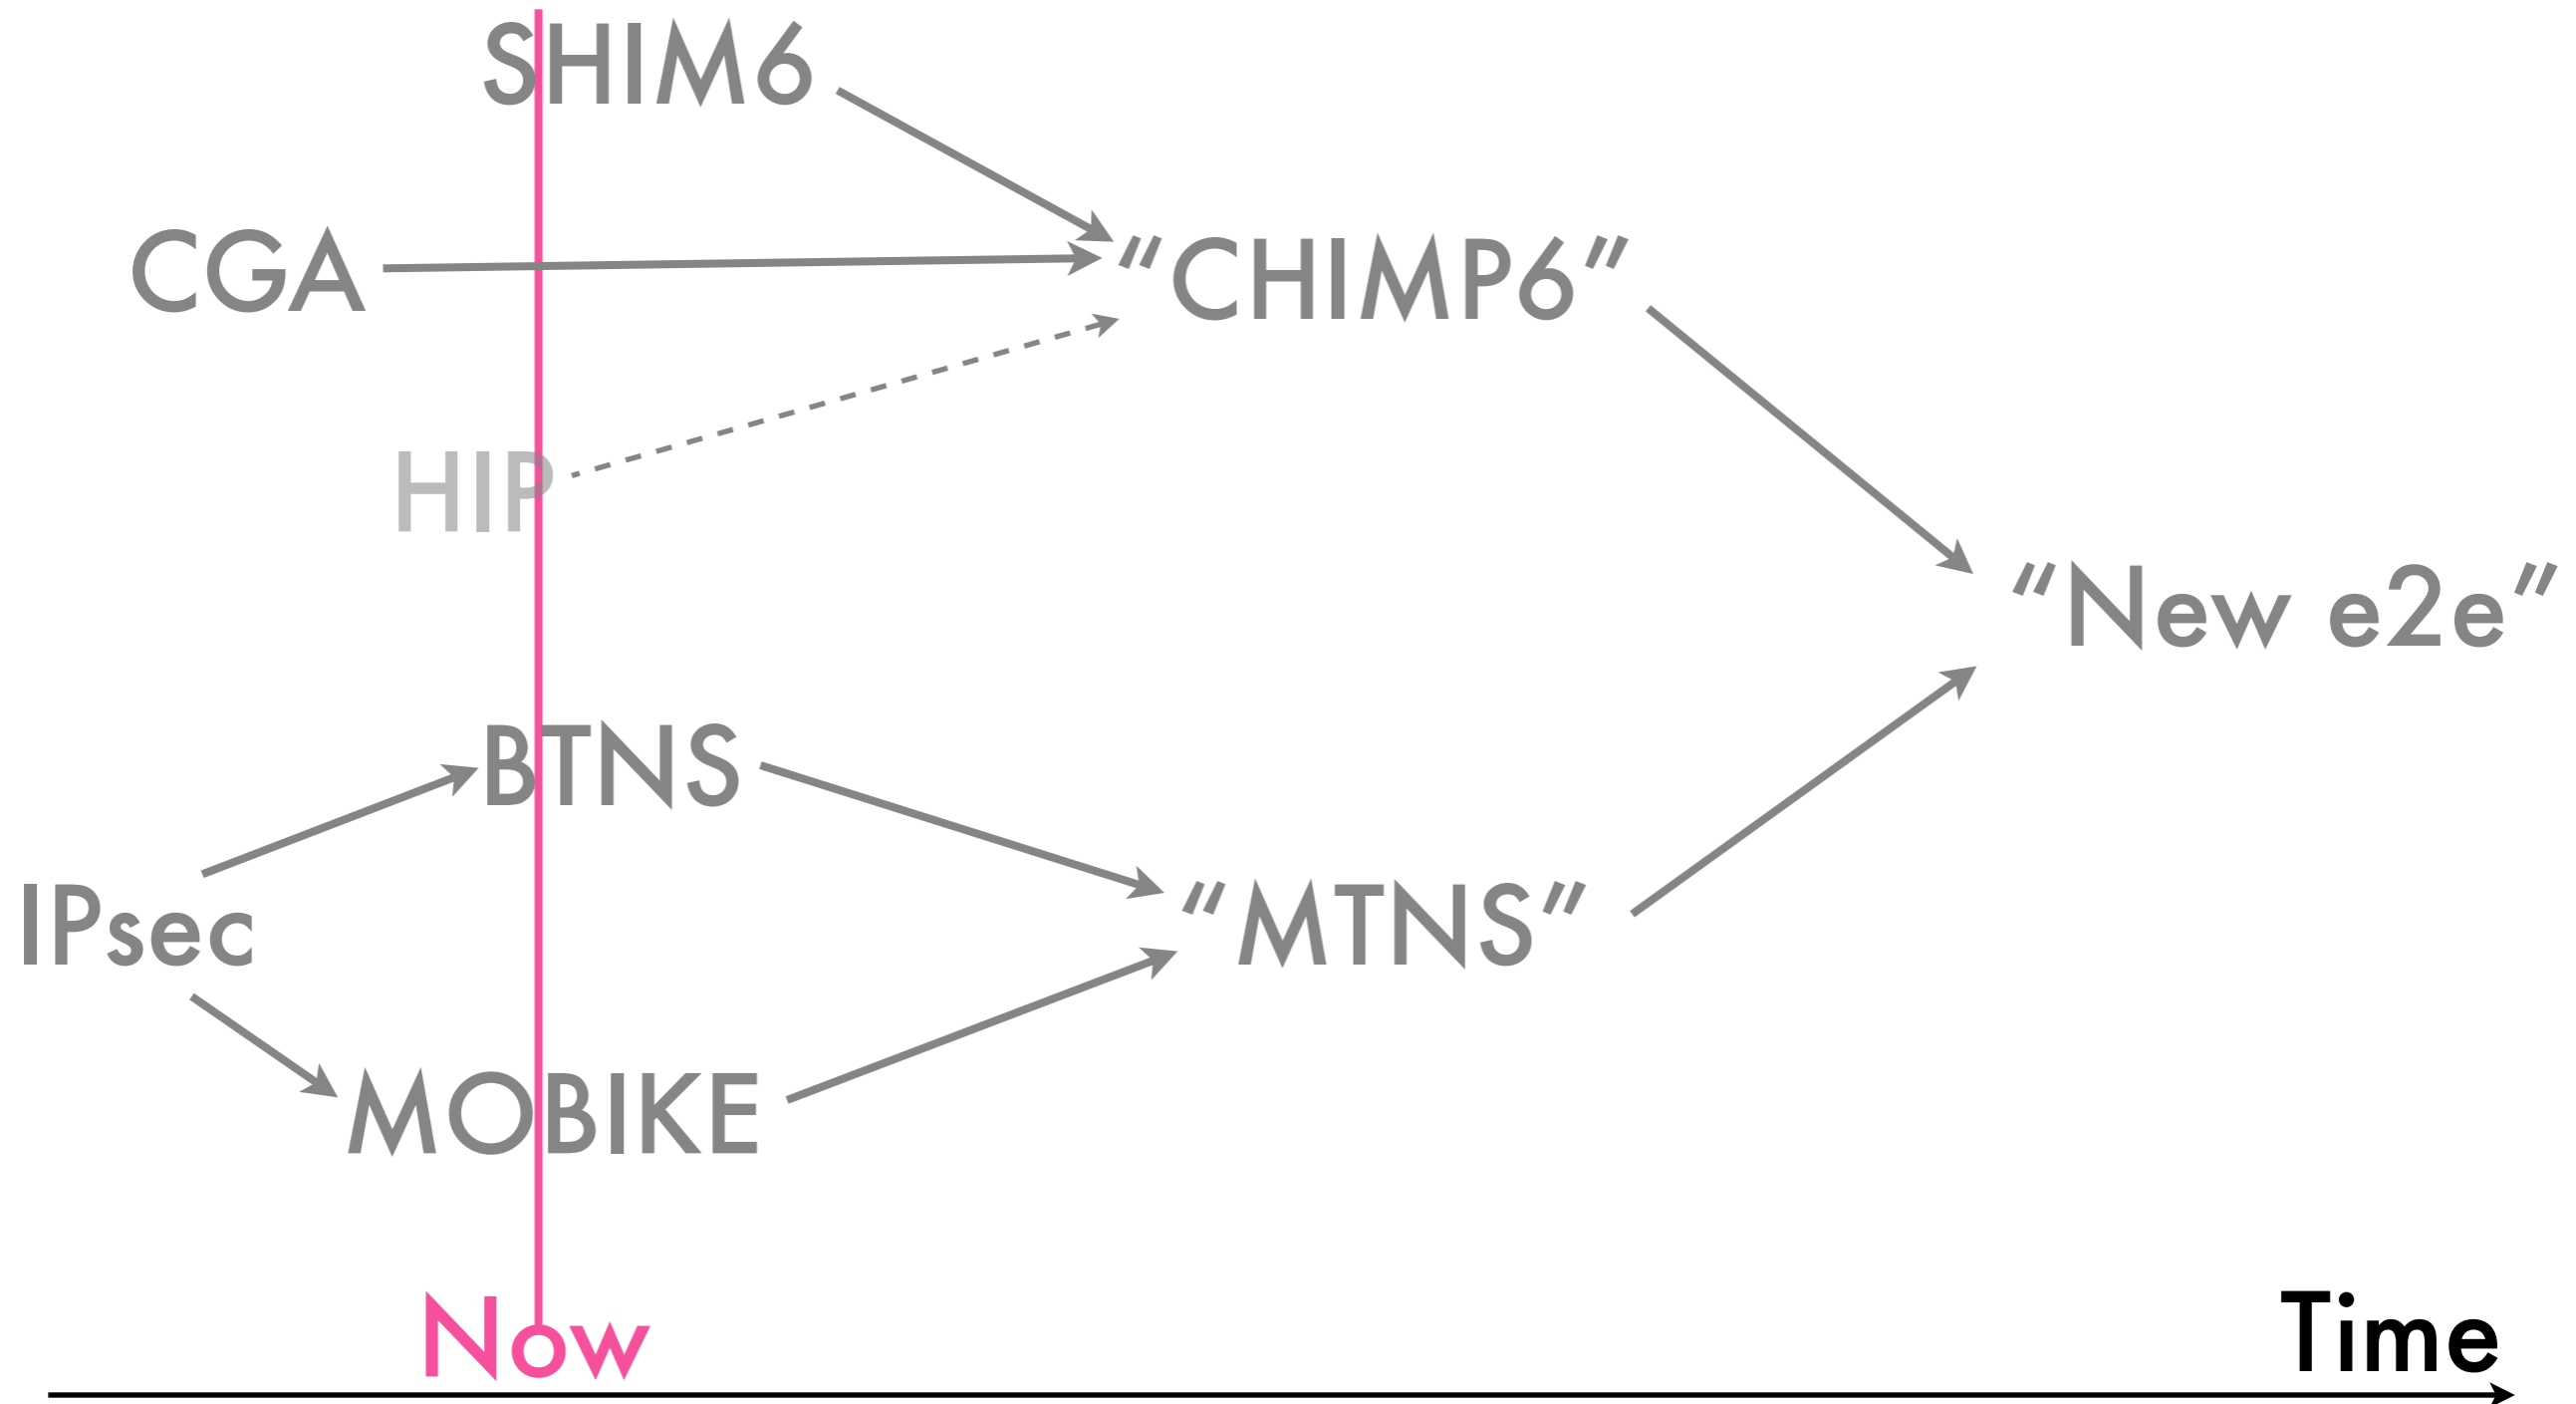 SHIM6
CGA
“CHIMP6”
HIP
“New e2e”
BTNS
IPsec
“MTNS”
MOBIKE
Now
Time